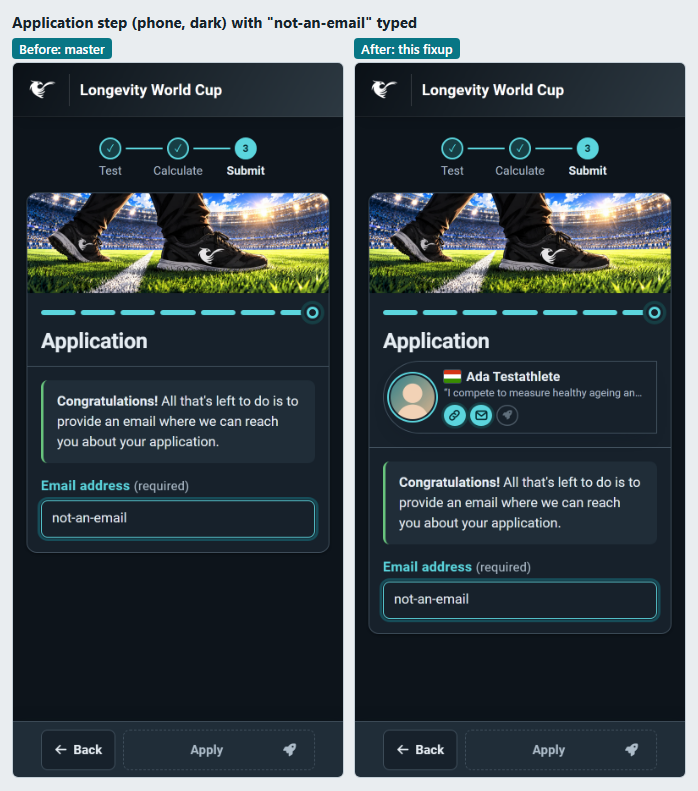 Application step (phone, dark) with "not-an-email" typed
Before: master
Longevity World Cup
✓ ✓ 3
Test Calculate Submit
Application
Congratulations! All that's left to do is to
provide an email where we can reach
you about your application.
Email address (required)
not-an-email
← Back Apply
After: this fixup
Longevity World Cup
✓ ✓ 3
Test Calculate Submit
Application
Ada Testathlete
"I compete to measure healthy ageing an...
Congratulations! All that's left to do is to
provide an email where we can reach
you about your application.
Email address (required)
not-an-email
← Back Apply